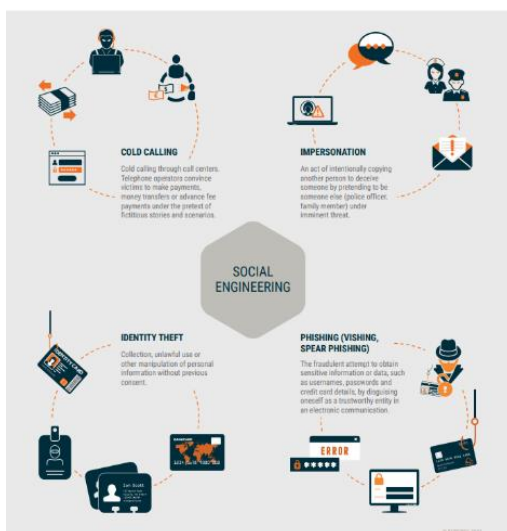 COLD CALLING
Cold calling through call centers.
Telephone operators convince
victims to make payments,
money transfers or advance fee
payments under the pretext of
fictitious stories and scenarios.
IMPERSONATION
An act of intentionally copying
another person to deceive
someone by pretending to be
someone else (police officer,
family member) under
imminent threat.
SOCIAL
ENGINEERING
IDENTITY THEFT
Collection, unlawful use or
other manipulation of personal
information without previous
consent.
PHISHING (VISHING,
SPEAR PHISHING)
The fraudulent attempt to obtain
sensitive information or data, such
as usernames, passwords and
credit card details, by disguising
oneself as a trustworthy entity in
an electronic communication.
ERROR